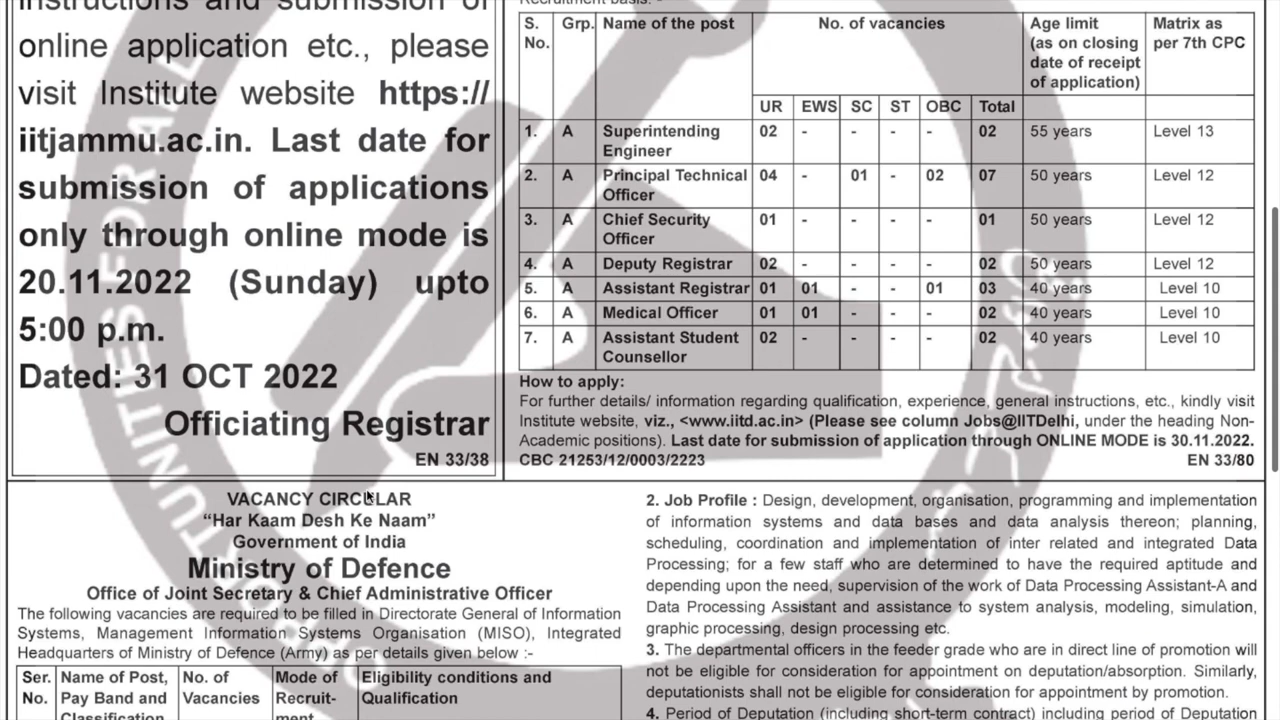 instructions and submission of
online application etc., please
visit Institute website https://
iitjammu.ac.in. Last date for
submission of applications
only through online mode is
20.11.2022 (Sunday) upto
5:00 p.m.
Dated: 31 OCT 2022
Officiating Registrar
EN 33/38
Recruitment basis: -
S. No. Grp. Name of the post No. of vacancies Age limit (as on closing date of receipt of application) Matrix as per 7th CPC
UR EWS SC ST OBC Total
1. A Superintending Engineer 02 - - - - 02 55 years Level 13
2. A Principal Technical Officer 04 - 01 - 02 07 50 years Level 12
3. A Chief Security Officer 01 - - - - 01 50 years Level 12
4. A Deputy Registrar 02 - - - - 02 50 years Level 12
5. A Assistant Registrar 01 01 - - 01 03 40 years Level 10
6. A Medical Officer 01 01 - - - 02 40 years Level 10
7. A Assistant Student Counsellor 02 - - - - 02 40 years Level 10
How to apply:
For further details/ information regarding qualification, experience, general instructions, etc., kindly visit
Institute website, viz., <www.iitd.ac.in> (Please see column Jobs@IITDelhi, under the heading Non-
Academic positions). Last date for submission of application through ONLINE MODE is 30.11.2022.
CBC 21253/12/0003/2223 EN 33/80
VACANCY CIRCULAR
“Har Kaam Desh Ke Naam”
Government of India
Ministry of Defence
Office of Joint Secretary & Chief Administrative Officer
The following vacancies are required to be filled in Directorate General of Information
Systems, Management Information Systems Organisation (MISO), Integrated
Headquarters of Ministry of Defence (Army) as per details given below :-
Ser. No. Name of Post, Pay Band and Classification No. of Vacancies Mode of Recruit-ment Eligibility conditions and Qualification
2. Job Profile : Design, development, organisation, programming and implementation
of information systems and data bases and data analysis thereon; planning,
scheduling, coordination and implementation of inter related and integrated Data
Processing; for a few staff who are determined to have the required aptitude and
depending upon the need, supervision of the work of Data Processing Assistant-A and
Data Processing Assistant and assistance to system analysis, modeling, simulation,
graphic processing, design processing etc.
3. The departmental officers in the feeder grade who are in direct line of promotion will
not be eligible for consideration for appointment on deputation/absorption. Similarly,
deputationists shall not be eligible for consideration for appointment by promotion.
4. Period of Deputation (including short-term contract) including period of Deputation